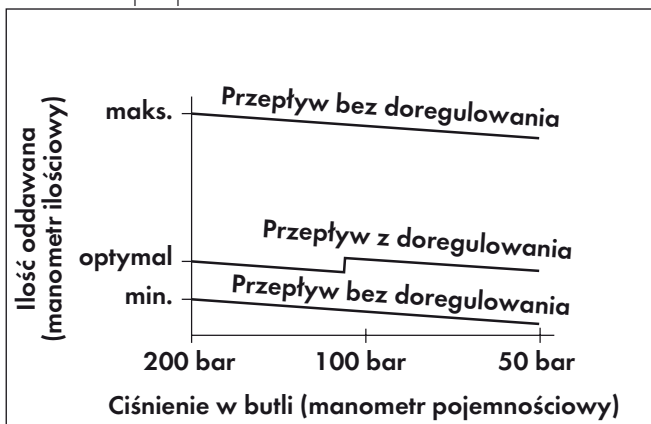 Ilość oddawana
(manometr ilościowy)
maks.
Przepływ bez doregulowania
optymal
Przepływ z doregulowania
min.
Przepływ bez doregulowania
200 bar
100 bar
50 bar
Ciśnienie w butli (manometr pojemnościowy)